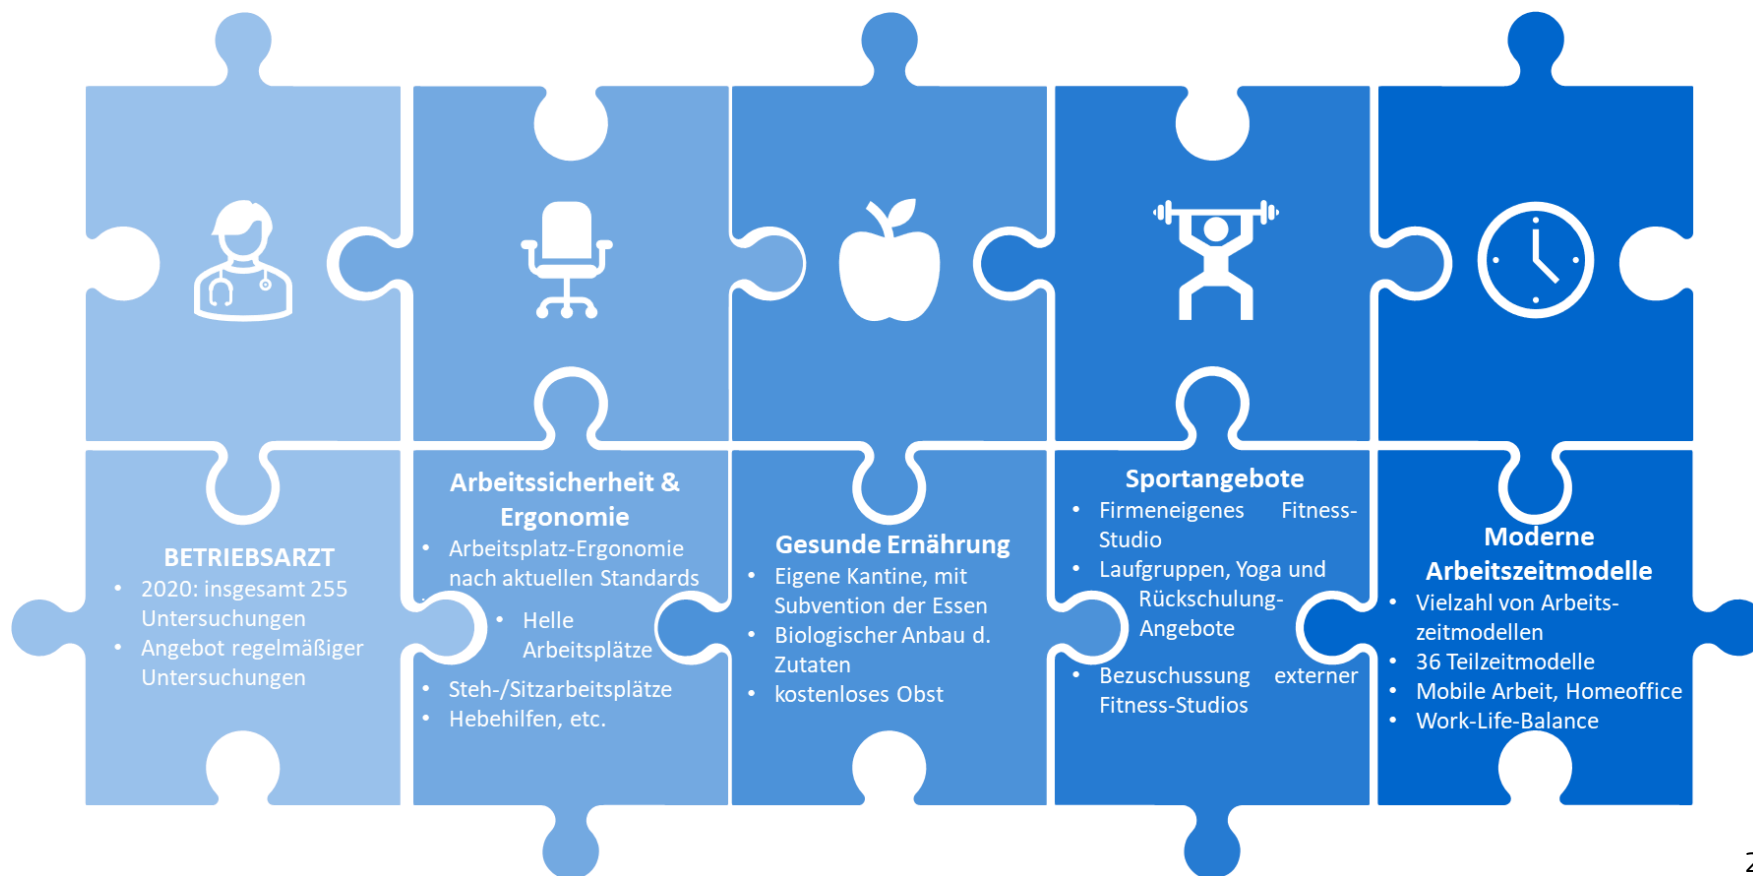 BETRIEBSARZT
• 2020: insgesamt 255
Untersuchungen
• Angebot regelmäßiger
Untersuchungen
Arbeitssicherheit &
Ergonomie
• Arbeitsplatz-Ergonomie
nach aktuellen Standards
• Helle
Arbeitsplätze
• Steh-/Sitzarbeitsplätze
• Hebehilfen, etc.
Gesunde Ernährung
• Eigene Kantine, mit
Subvention der Essen
• Biologischer Anbau d.
Zutaten
• kostenloses Obst
Sportangebote
• Firmeneigenes Fitness-
Studio
• Laufgruppen, Yoga und
Rückschulung-
Angebote
• Bezuschussung externer
Fitness-Studios
Moderne
Arbeitszeitmodelle
• Vielzahl von Arbeits-
zeitmodellen
• 36 Teilzeitmodelle
• Mobile Arbeit, Homeoffice
• Work-Life-Balance
2